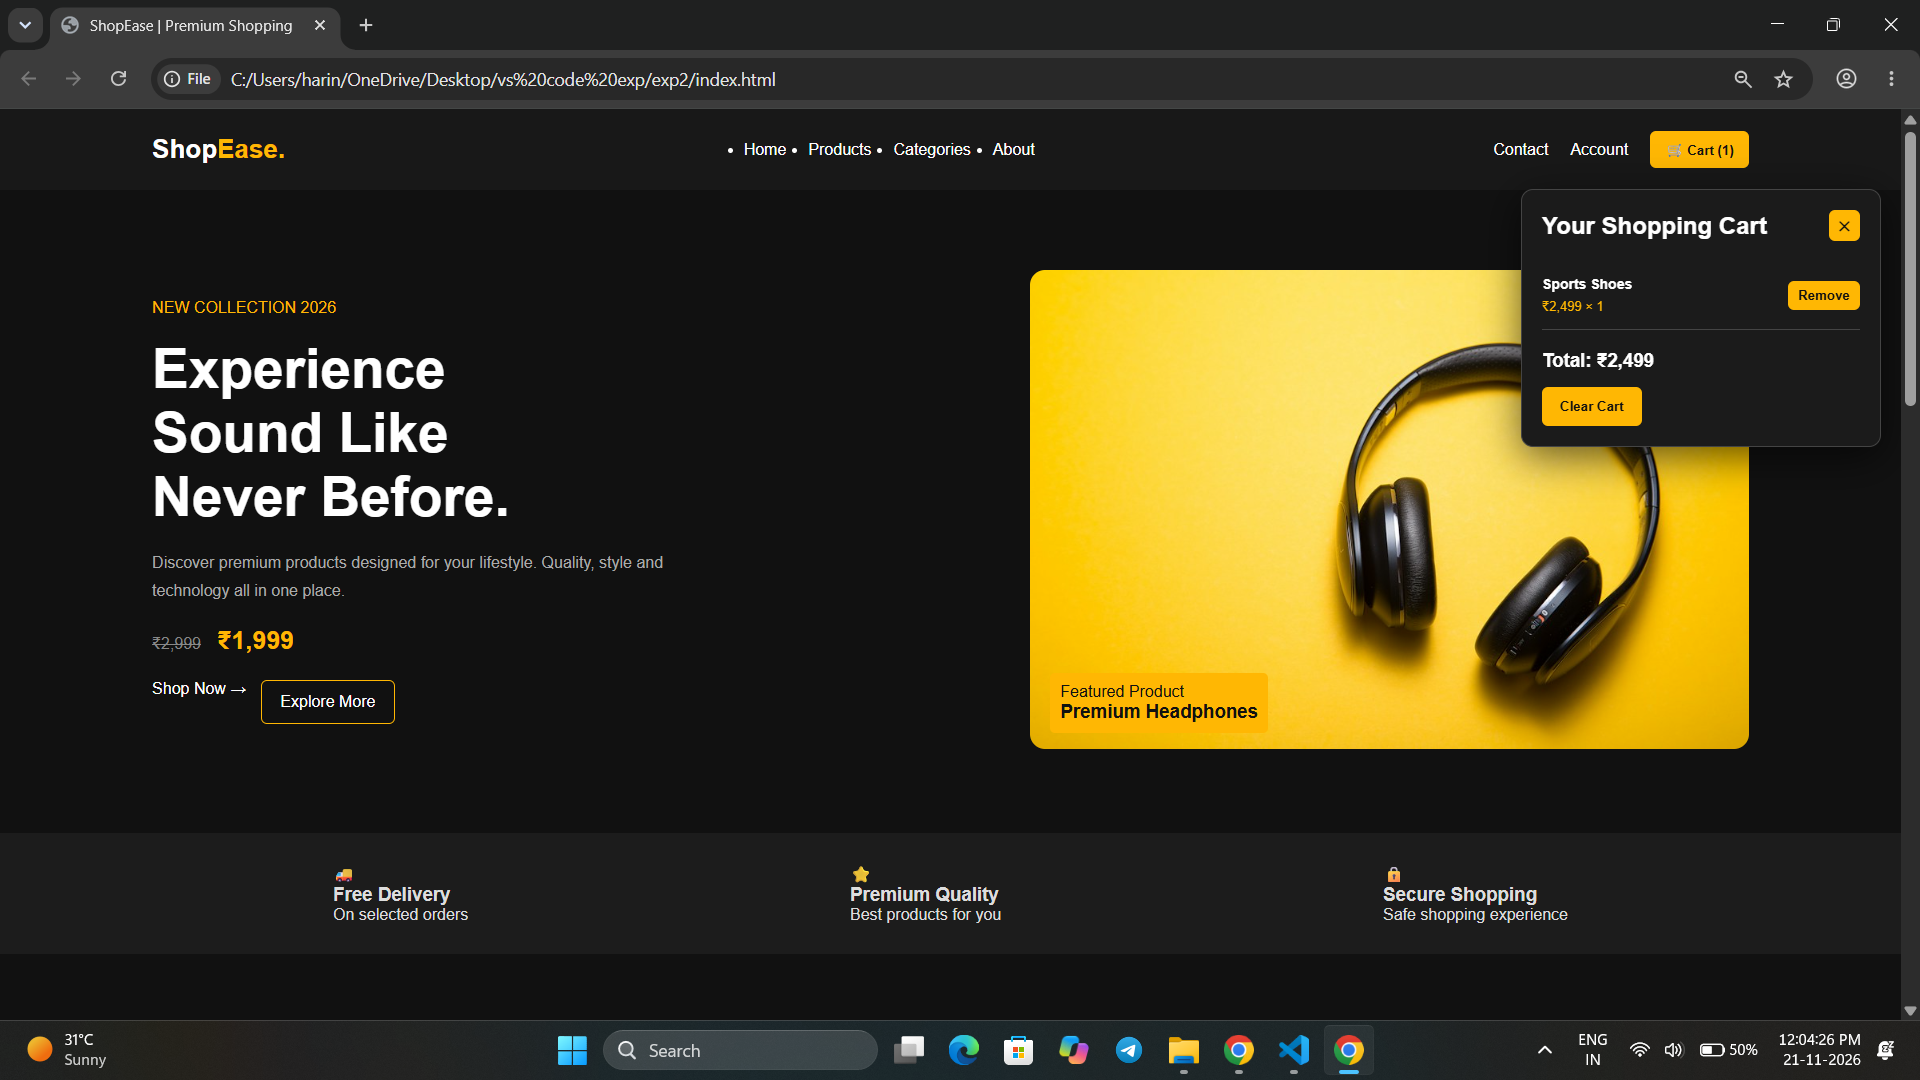 ShopEase | Premium Shopping
File
C:/Users/harin/OneDrive/Desktop/vs%20code%20exp/exp2/index.html
ShopEase.
• Home • Products • Categories • About
Contact Account 🛒 Cart (1)
Your Shopping Cart
×
Sports Shoes
₹2,499 × 1
Remove
Total: ₹2,499
Clear Cart
NEW COLLECTION 2026
Experience
Sound Like
Never Before.
Discover premium products designed for your lifestyle. Quality, style and
technology all in one place.
₹2,999 ₹1,999
Shop Now →
Explore More
Featured Product
Premium Headphones
🚚
Free Delivery
On selected orders
⭐
Premium Quality
Best products for you
🔒
Secure Shopping
Safe shopping experience
31°C
Sunny
Search
ENG
IN
50%
12:04:26 PM
21-11-2026